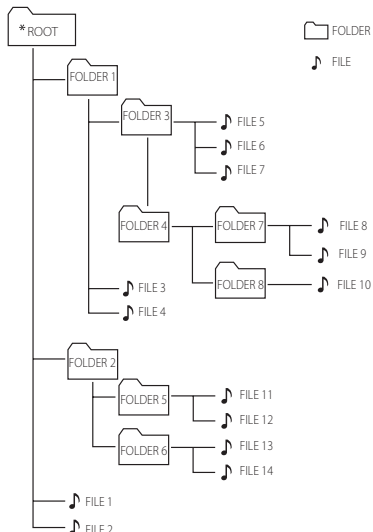 *ROOT
FOLDER
FILE
FOLDER 1
FOLDER 3
FILE 5
FILE 6
FILE 7
FOLDER 4
FOLDER 7
FILE 8
FILE 9
FOLDER 8
FILE 10
FILE 3
FILE 4
FOLDER 2
FOLDER 5
FILE 11
FILE 12
FOLDER 6
FILE 13
FILE 14
FILE 1
FILE 2